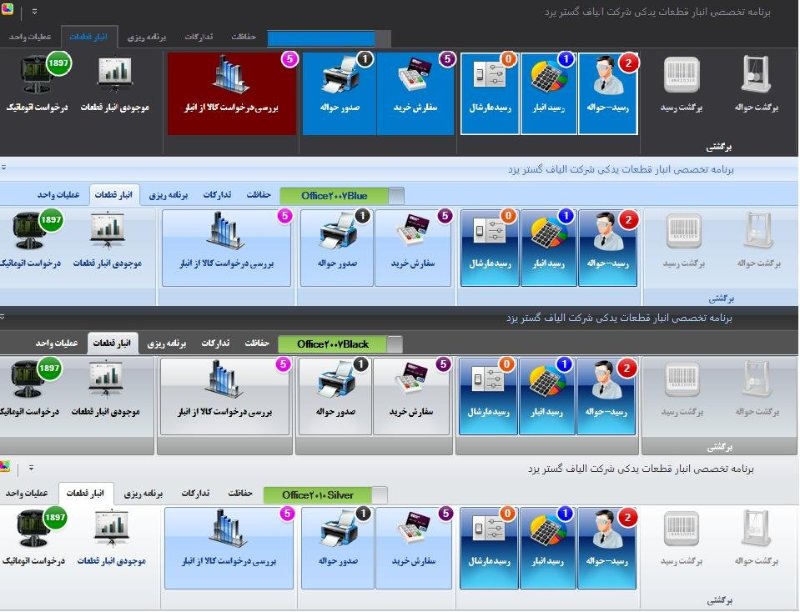 برنامه تخصصی انبار قطعات یدکی شرکت الیاف گستر یزد
عملیات واحد انبار قطعات برنامه ریزی تدارکات حفاظت
1897 5 1 5 0 1 2
درخواست اتوماتیک موجودی انبار قطعات بررسی درخواست کالا از انبار صدور حواله سفارش خرید رسید مارشال رسید انبار رسید-حواله برگشت رسید برگشت حواله
برگشتی
برنامه تخصصی انبار قطعات یدکی شرکت الیاف گستر یزد
عملیات واحد انبار قطعات برنامه ریزی تدارکات حفاظت Office۲۰۰۷Blue
1897 5 1 5 0 1 2
درخواست اتوماتیک موجودی انبار قطعات بررسی درخواست کالا از انبار صدور حواله سفارش خرید رسید مارشال رسید انبار رسید-حواله برگشت رسید برگشت حواله
برگشتی
برنامه تخصصی انبار قطعات یدکی شرکت الیاف گستر یزد
عملیات واحد انبار قطعات برنامه ریزی تدارکات حفاظت Office۲۰۰۷Black
1897 5 1 5 0 1 2
درخواست اتوماتیک موجودی انبار قطعات بررسی درخواست کالا از انبار صدور حواله سفارش خرید رسید مارشال رسید انبار رسید-حواله برگشت رسید برگشت حواله
برگشتی
برنامه تخصصی انبار قطعات یدکی شرکت الیاف گستر یزد
عملیات واحد انبار قطعات برنامه ریزی تدارکات حفاظت Office۲۰۱۰Silver
1897 5 1 5 0 1 2
درخواست اتوماتیک موجودی انبار قطعات بررسی درخواست کالا از انبار صدور حواله سفارش خرید رسید مارشال رسید انبار رسید-حواله برگشت رسید برگشت حواله
برگشتی